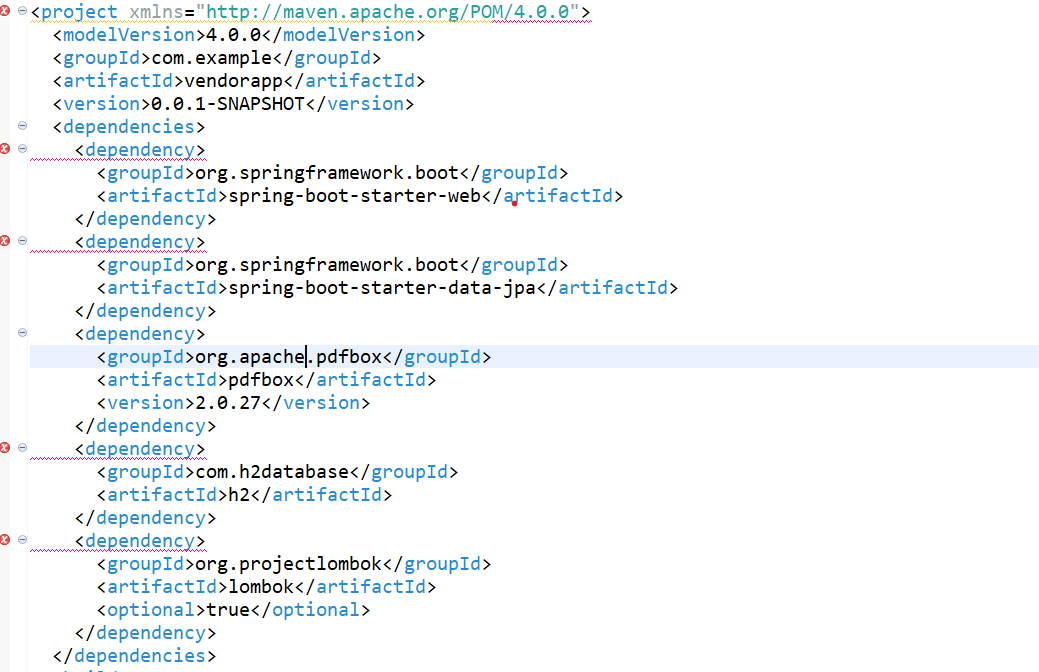 <project xmlns="http://maven.apache.org/POM/4.0.0">
<modelVersion>4.0.0</modelVersion>
<groupId>com.example</groupId>
<artifactId>vendorapp</artifactId>
<version>0.0.1-SNAPSHOT</version>
<dependencies>
<dependency>
<groupId>org.springframework.boot</groupId>
<artifactId>spring-boot-starter-web</artifactId>
</dependency>
<dependency>
<groupId>org.springframework.boot</groupId>
<artifactId>spring-boot-starter-data-jpa</artifactId>
</dependency>
<dependency>
<groupId>org.apache.pdfbox</groupId>
<artifactId>pdfbox</artifactId>
<version>2.0.27</version>
</dependency>
<dependency>
<groupId>com.h2database</groupId>
<artifactId>h2</artifactId>
</dependency>
<dependency>
<groupId>org.projectlombok</groupId>
<artifactId>lombok</artifactId>
<optional>true</optional>
</dependency>
</dependencies>